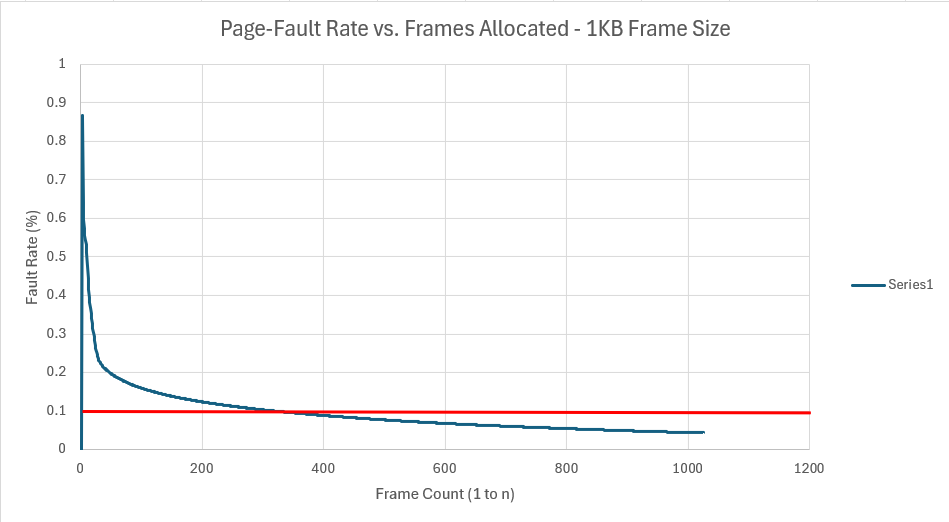 Page-Fault Rate vs. Frames Allocated - 1KB Frame Size
1
0.9
0.8
0.7
0.6
0.5
0.4
0.3
0.2
0.1
0
Fault Rate (%)
0 200 400 600 800 1000 1200
Frame Count (1 to n)
Series1